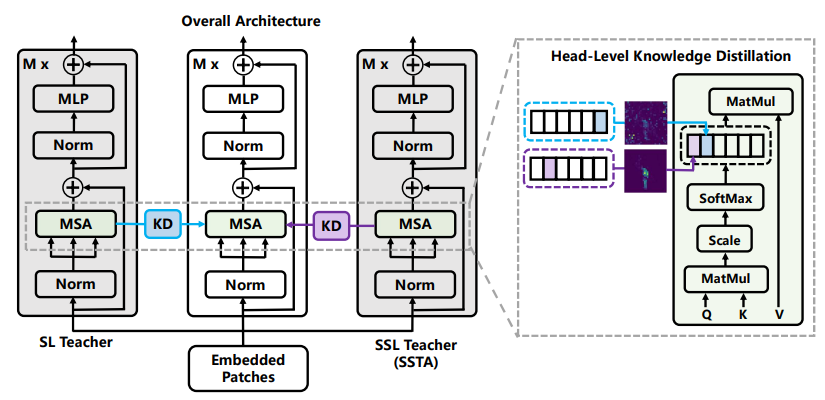 Overall Architecture
M x
MLP
Norm
MSA
Norm
SL Teacher
KD
M x
MLP
Norm
MSA
Norm
Embedded
Patches
KD
M x
MLP
Norm
MSA
Norm
SSL Teacher
(SSTA)
Head-Level Knowledge Distillation
MatMul
SoftMax
Scale
MatMul
Q K V